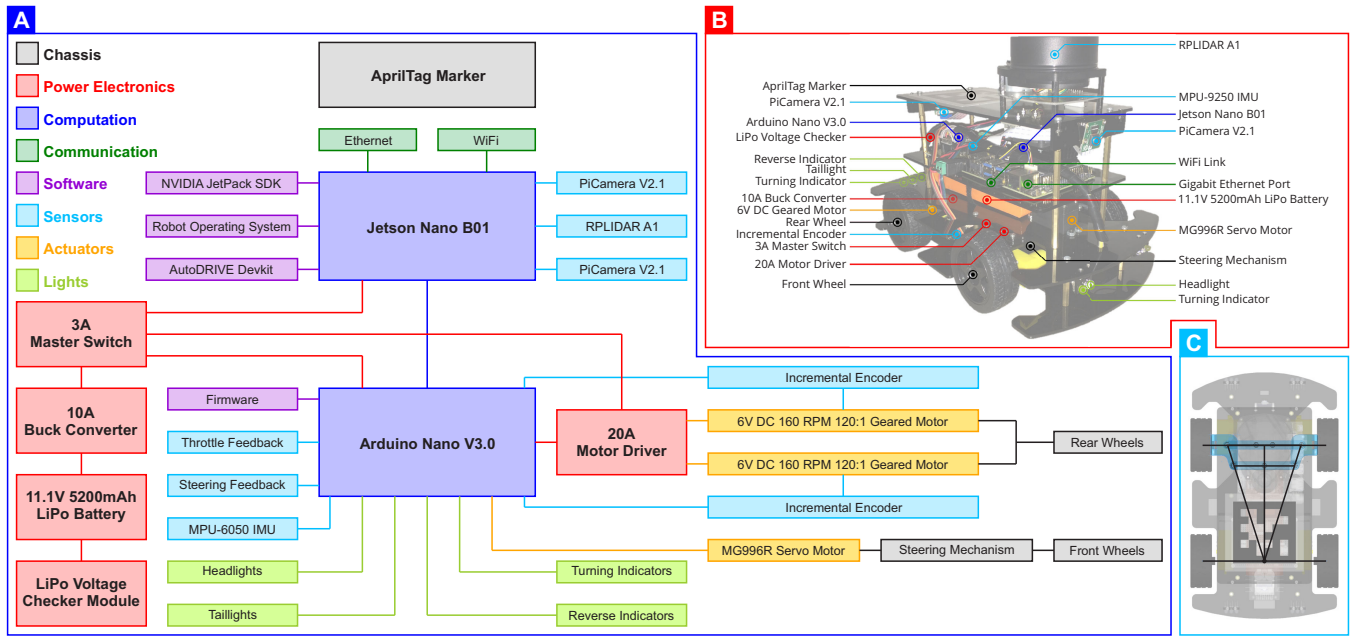 A
Chassis
Power Electronics
Computation
Communication
Software
Sensors
Actuators
Lights
AprilTag Marker
Ethernet
WiFi
NVIDIA JetPack SDK
Robot Operating System
AutoDRIVE Devkit
Jetson Nano B01
PiCamera V2.1
RPLIDAR A1
PiCamera V2.1
3A
Master Switch
10A
Buck Converter
11.1V 5200mAh
LiPo Battery
LiPo Voltage
Checker Module
Firmware
Throttle Feedback
Steering Feedback
MPU-6050 IMU
Headlights
Taillights
Arduino Nano V3.0
Turning Indicators
Reverse Indicators
20A
Motor Driver
Incremental Encoder
6V DC 160 RPM 120:1 Geared Motor
6V DC 160 RPM 120:1 Geared Motor
Incremental Encoder
Rear Wheels
MG996R Servo Motor
Steering Mechanism
Front Wheels
B
AprilTag Marker
PiCamera V2.1
Arduino Nano V3.0
LiPo Voltage Checker
Reverse Indicator
Taillight
Turning Indicator
10A Buck Converter
6V DC Geared Motor
Rear Wheel
Incremental Encoder
3A Master Switch
20A Motor Driver
Front Wheel
RPLIDAR A1
MPU-9250 IMU
Jetson Nano B01
PiCamera V2.1
WiFi Link
Gigabit Ethernet Port
11.1V 5200mAh LiPo Battery
MG996R Servo Motor
Steering Mechanism
Headlight
Turning Indicator
C